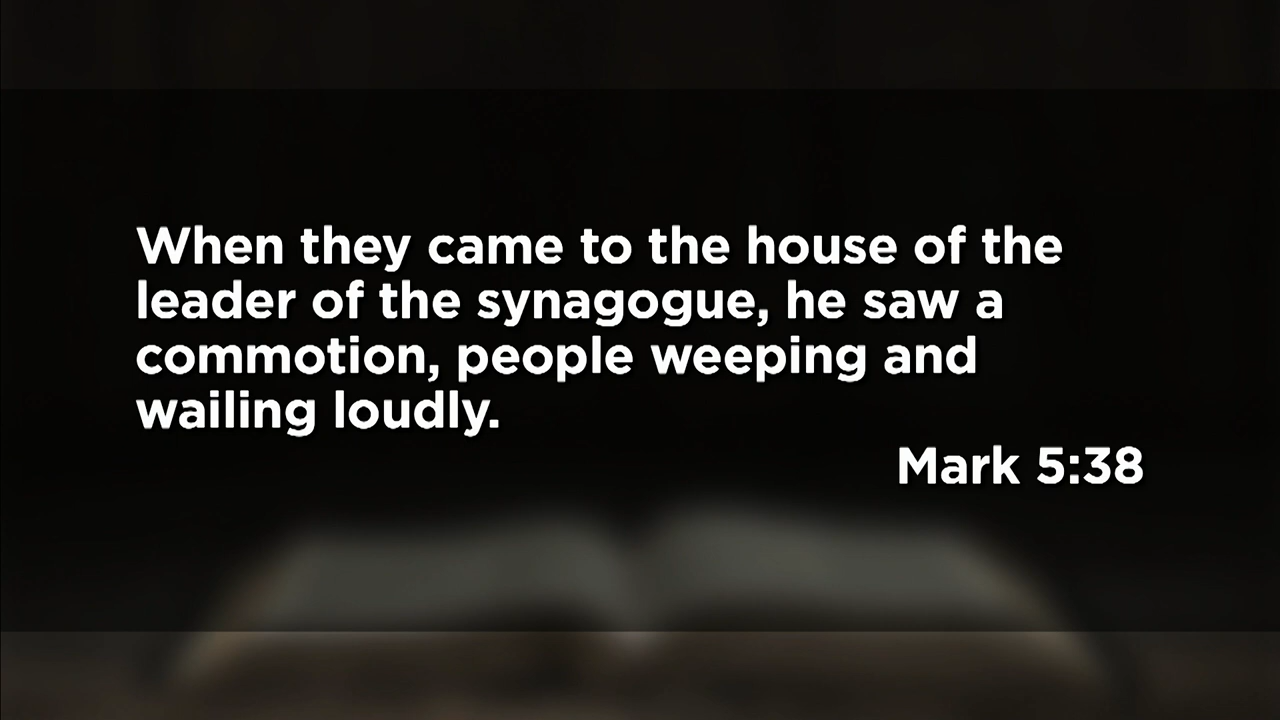 When they came to the house of the
leader of the synagogue, he saw a
commotion, people weeping and
wailing loudly.
Mark 5:38